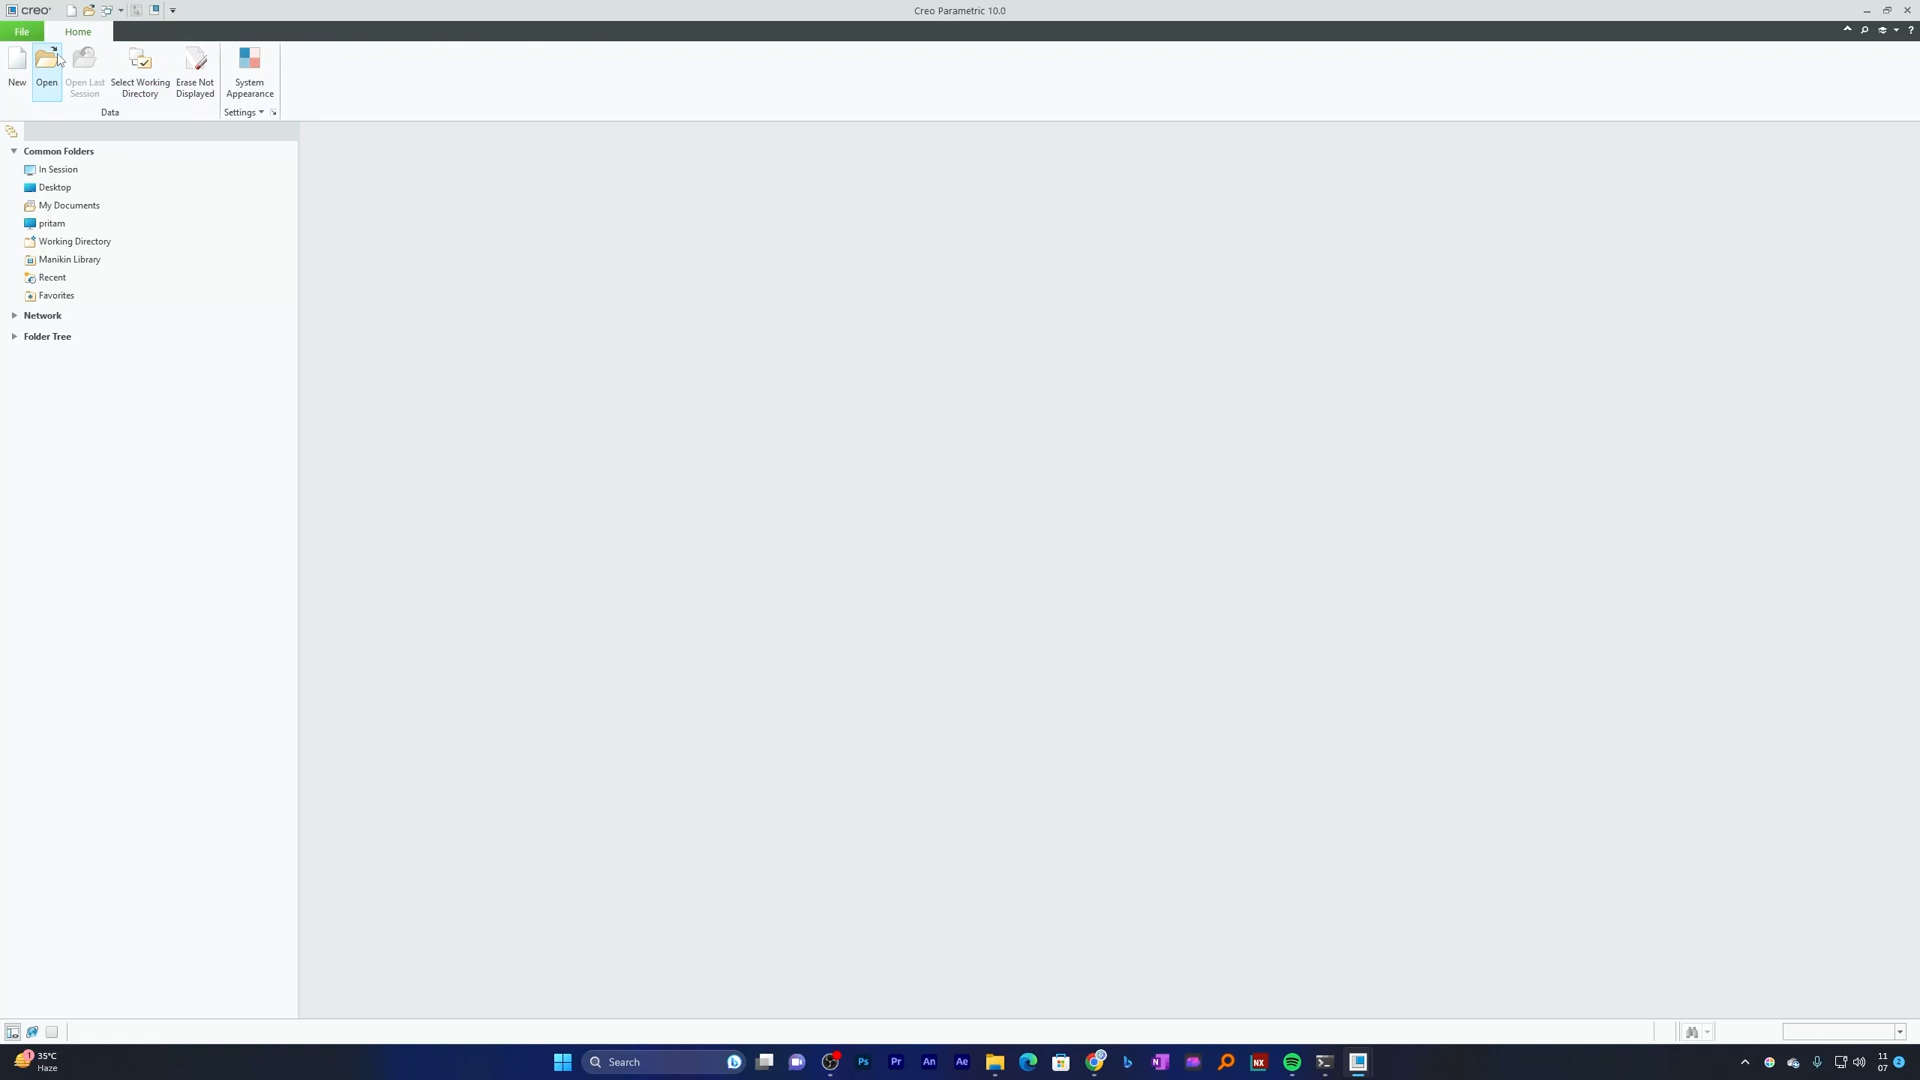 creo
Creo Parametric 10.0
File
Home
New
Open
Open Last
Session
Select Working
Directory
Erase Not
Displayed
System
Appearance
Data
Settings
Common Folders
In Session
Desktop
My Documents
pritam
Working Directory
Manikin Library
Recent
Favorites
Network
Folder Tree
1
35°C
Haze
Search
Ps
Pr
An
Ae
b
N
NX
11
07
2